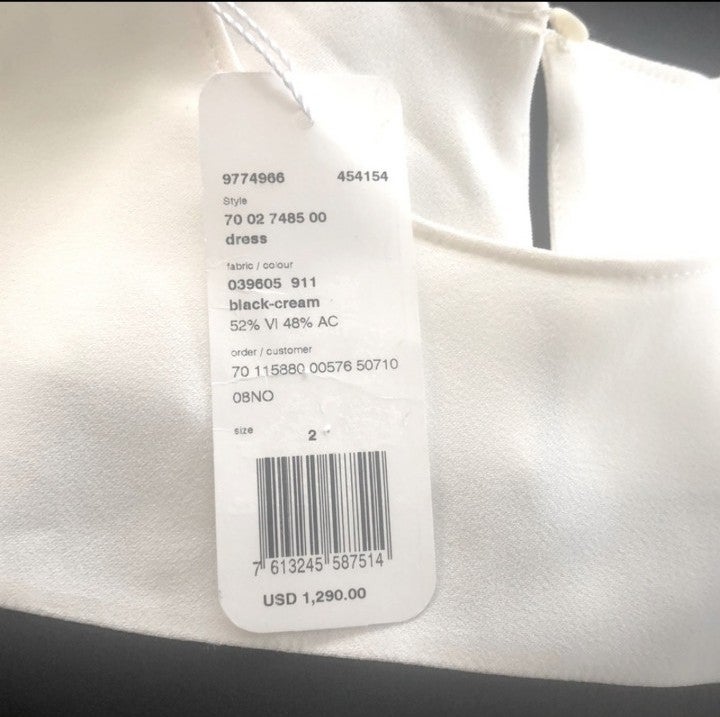 9774966 454154
Style
70 02 7485 00
dress
fabric / colour
039605 911
black-cream
52% VI 48% AC
order / customer
70 115880 00576 50710
08NO
size
2
7 613245 587514
USD 1,290.00